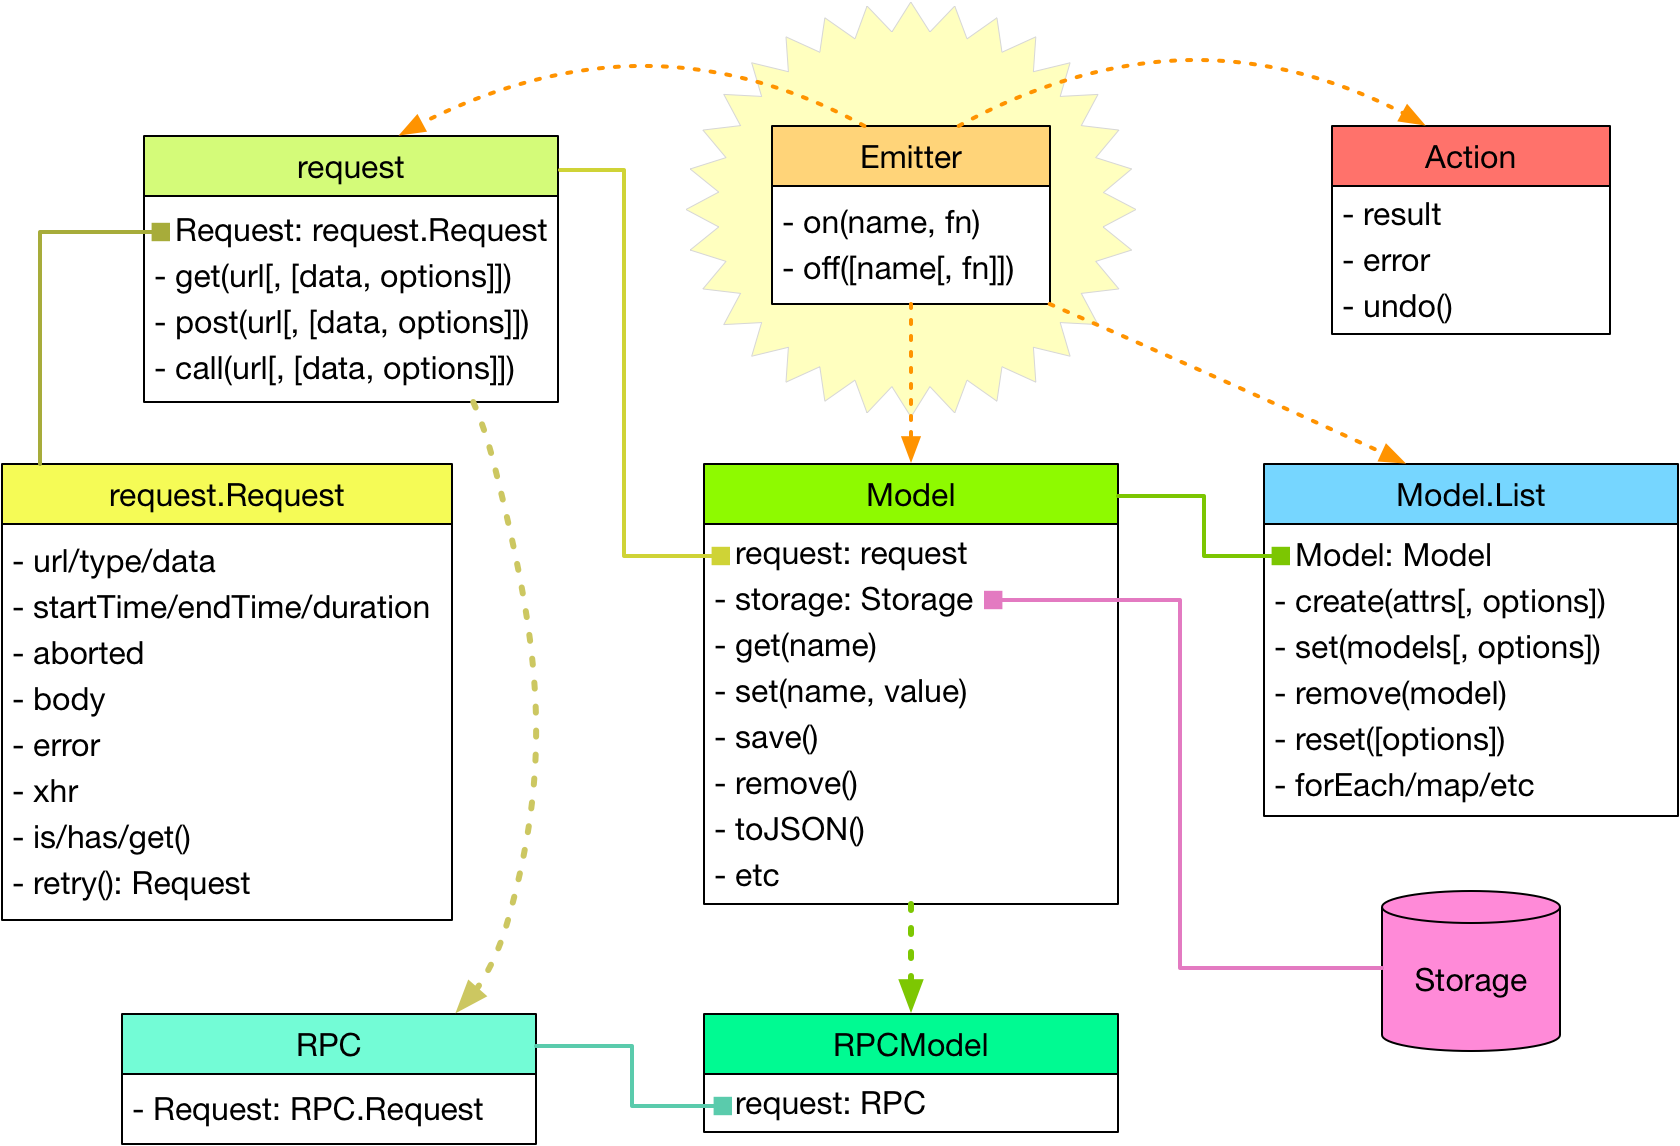 request
- Request: request.Request
- get(url[, [data, options]])
- post(url[, [data, options]])
- call(url[, [data, options]])
Emitter
- on(name, fn)
- off([name[, fn]])
Action
- result
- error
- undo()
request.Request
- url/type/data
- startTime/endTime/duration
- aborted
- body
- error
- xhr
- is/has/get()
- retry(): Request
Model
request: request
- storage: Storage
- get(name)
- set(name, value)
- save()
- remove()
- toJSON()
- etc
Model.List
Model: Model
- create(attrs[, options])
- set(models[, options])
- remove(model)
- reset([options])
- forEach/map/etc
Storage
RPC
- Request: RPC.Request
RPCModel
request: RPC